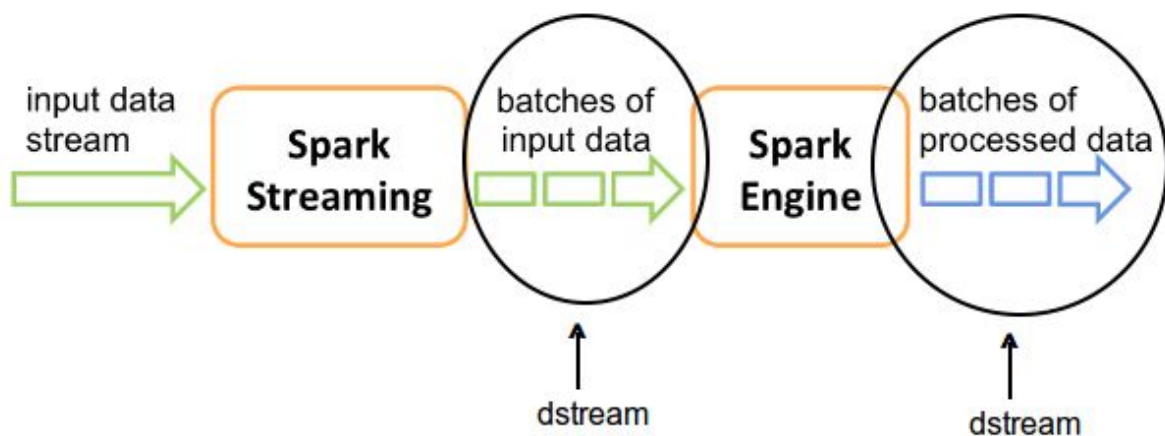 input data
stream
Spark
Streaming
batches of
input data
Spark
Engine
batches of
processed data
dstream
dstream